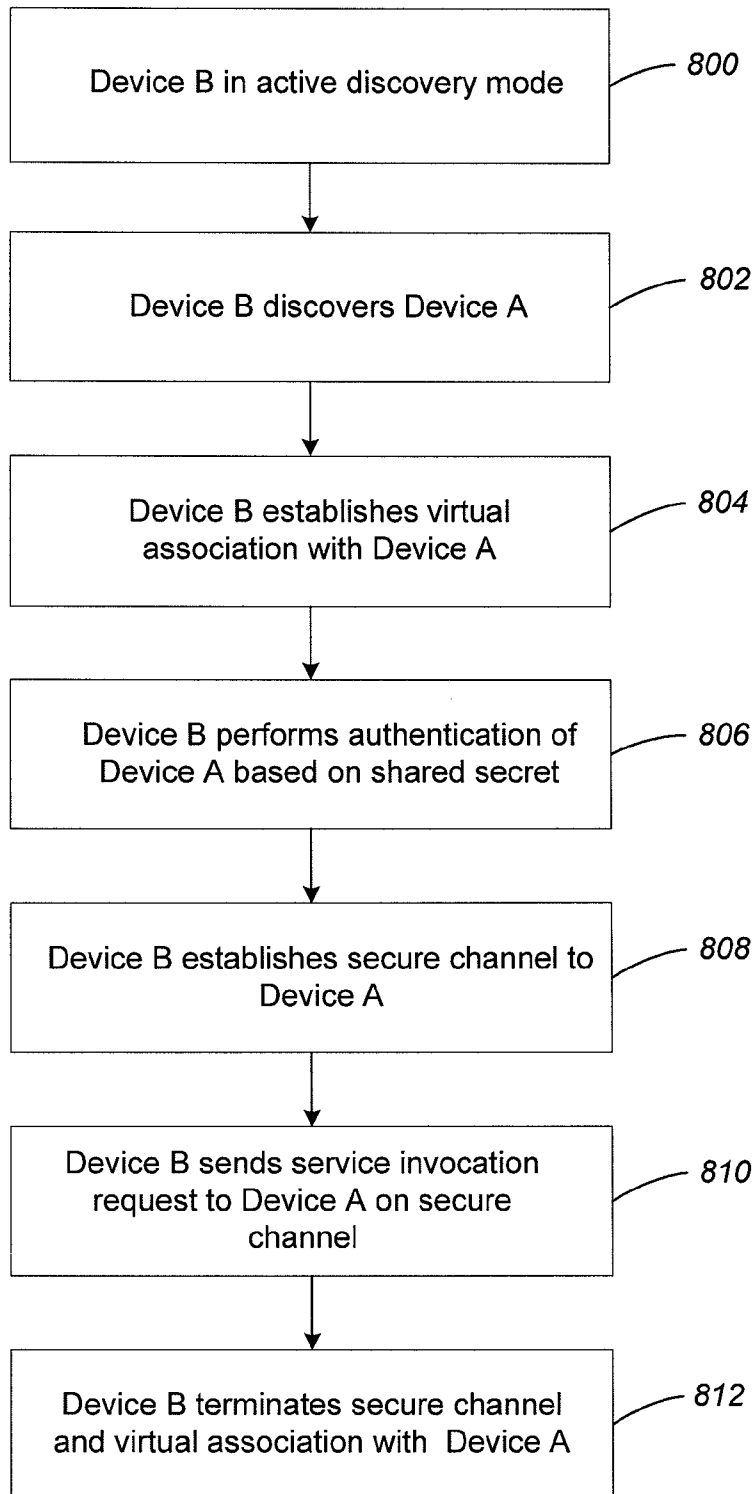 Device B in active discovery mode
800
Device B discovers Device A
802
Device B establishes virtual
association with Device A
804
Device B performs authentication of
Device A based on shared secret
806
Device B establishes secure channel to
Device A
808
Device B sends service invocation
request to Device A on secure
channel
810
Device B terminates secure channel
and virtual association with Device A
812